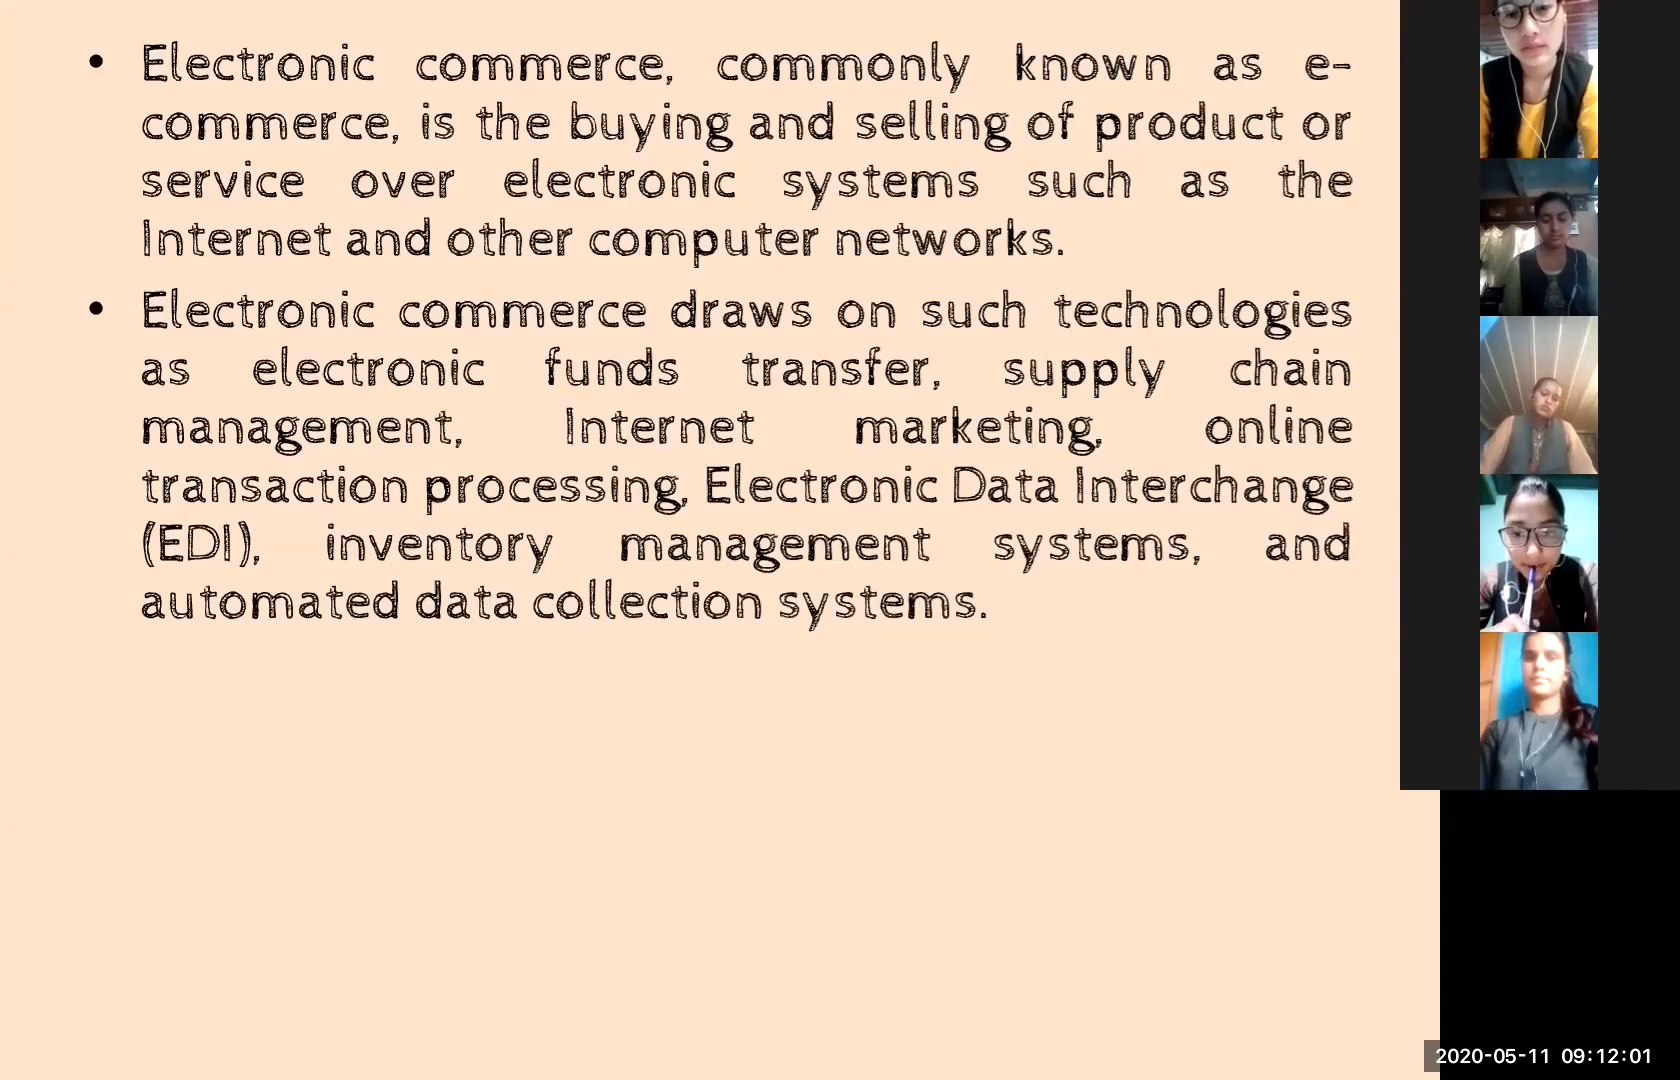 • Electronic commerce, commonly known as e-
commerce, is the buying and selling of product or
service over electronic systems such as the
Internet and other computer networks.
• Electronic commerce draws on such technologies
as electronic funds transfer, supply chain
management, Internet marketing, online
transaction processing, Electronic Data Interchange
(EDI), inventory management systems, and
automated data collection systems.
2020-05-11 09:12:01